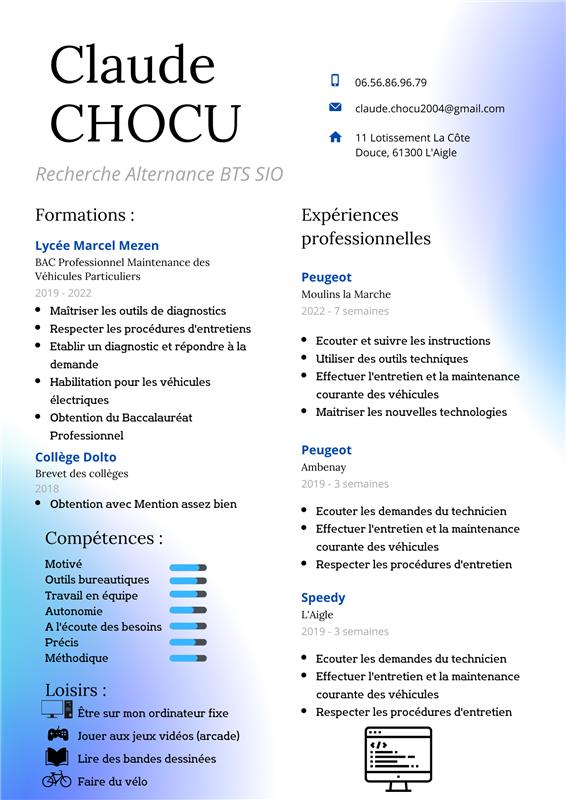 Claude
CHOCU
Recherche Alternance BTS SIO
06.56.86.96.79
claude.chocu2004@gmail.com
11 Lotissement La Côte
Douce, 61300 L'Aigle
Formations :
Lycée Marcel Mezen
BAC Professionnel Maintenance des
Véhicules Particuliers
2019 - 2022
Maîtriser les outils de diagnostics
Respecter les procédures d'entretiens
Etablir un diagnostic et répondre à la
demande
Habilitation pour les véhicules
électriques
Obtention du Baccalauréat
Professionnel
Collège Dolto
Brevet des collèges
2018
Obtention avec Mention assez bien
Compétences :
Motivé
Outils bureautiques
Travail en équipe
Autonomie
A l'écoute des besoins
Précis
Méthodique
Loisirs :
Être sur mon ordinateur fixe
Jouer aux jeux vidéos (arcade)
Lire des bandes dessinées
Faire du vélo
Expériences
professionnelles
Peugeot
Moulins la Marche
2022 - 7 semaines
Ecouter et suivre les instructions
Utiliser des outils techniques
Effectuer l'entretien et la maintenance
courante des véhicules
Maitriser les nouvelles technologies
Peugeot
Ambenay
2019 - 3 semaines
Ecouter les demandes du technicien
Effectuer l'entretien et la maintenance
courante des véhicules
Respecter les procédures d'entretien
Speedy
L'Aigle
2019 - 3 semaines
Ecouter les demandes du technicien
Effectuer l'entretien et la maintenance
courante des véhicules
Respecter les procédures d'entretien